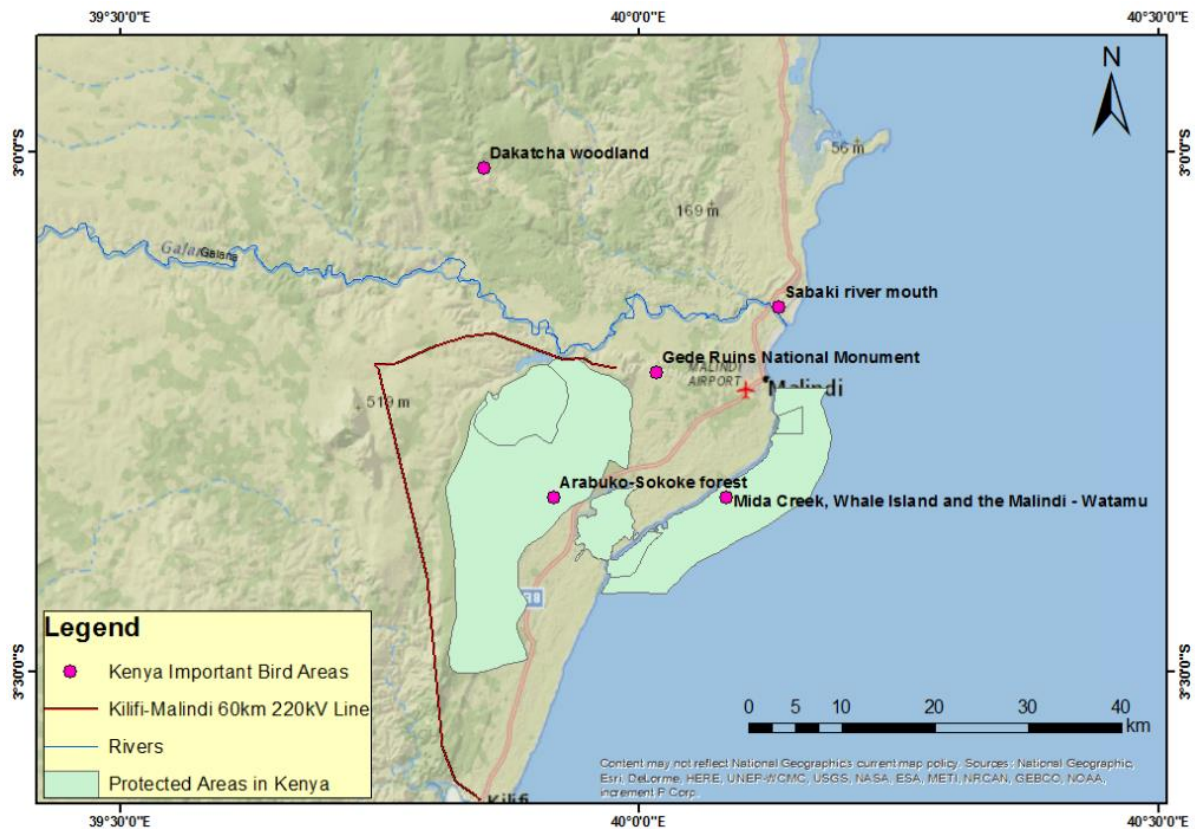 39°30'0"E
40°0'0"E
40°30'0"E
N
3°0'0"S
3°0'0"S
Dakatcha woodland
56 m
169 m
Galana
Galana
Sabaki river mouth
Gede Ruins National Monument
MALINDI
AIRPORT
Malindi
519 m
Arabuko-Sokoke forest
Mida Creek, Whale Island and the Malindi - Watamu
Legend
Kenya Important Bird Areas
Kilifi-Malindi 60km 220kV Line
Rivers
Protected Areas in Kenya
3°30'0"S
3°30'0"S
0 5 10 20 30 40
km
Content may not reflect National Geographic's current map policy. Sources: National Geographic,
Esri, DeLorme, HERE, UNEP-WCMC, USGS, NASA, ESA, METI, NRCAN, GEBCO, NOAA,
increment P Corp.
Kilifi
39°30'0"E
40°0'0"E
40°30'0"E